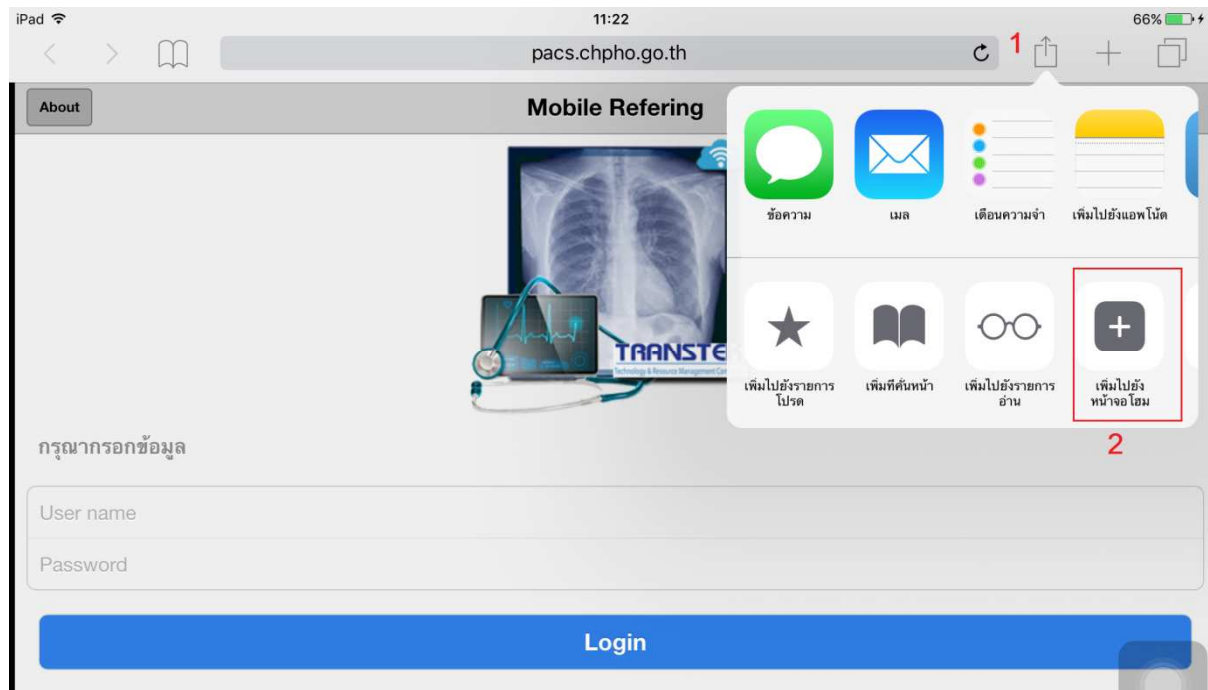 iPad 11:22 66%
pacs.chpho.go.th
1
About
Mobile Refering
ข้อความ
เมล
เตือนความจำ
เพิ่มไปยังแอพโน้ต
TRANSTE
เพิ่มไปยังรายการ
โปรด
เพิ่มที่คั่นหน้า
เพิ่มไปยังรายการ
อ่าน
เพิ่มไปยัง
หน้าจอโฮม
2
กรุณากรอกข้อมูล
User name
Password
Login